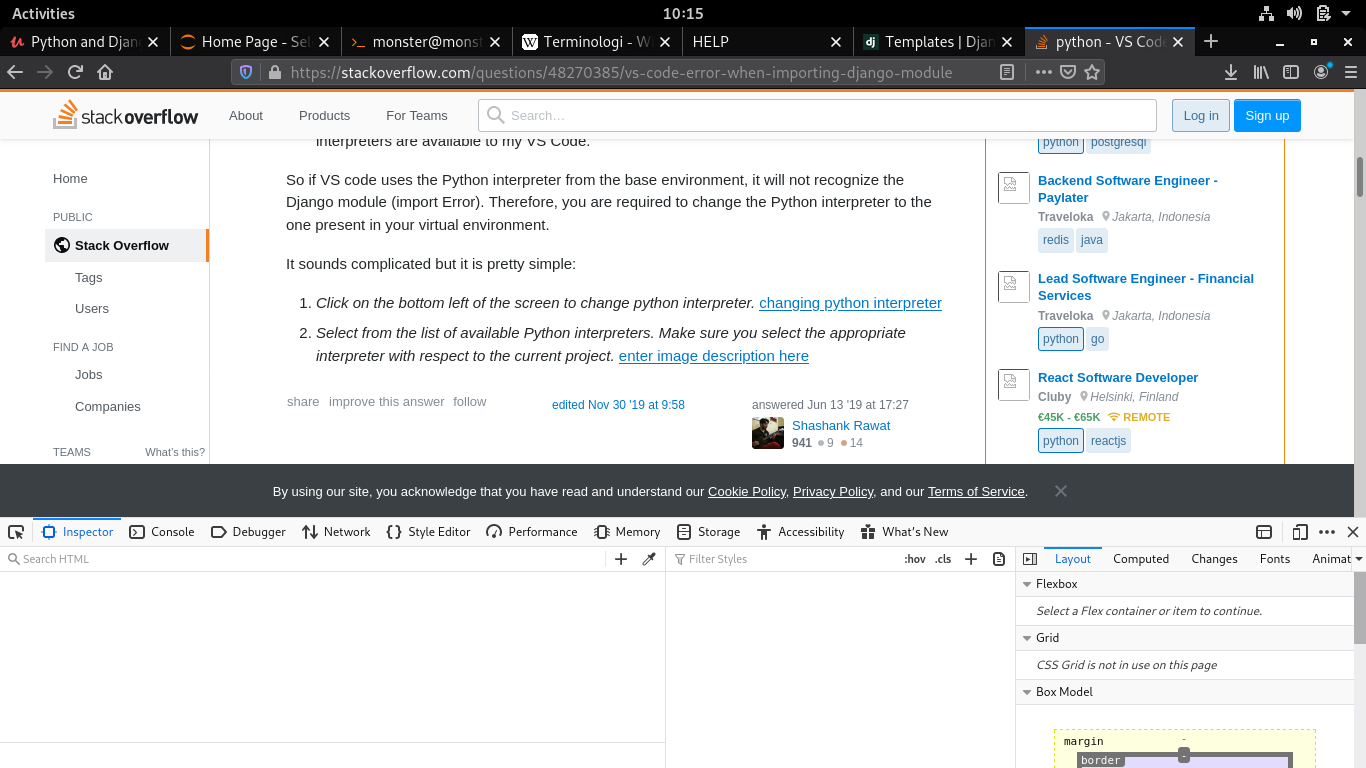 Activities
10:15
Python and Djan
Home Page - Sel
monster@monst
Terminologi - W
HELP
Templates | Djan
python - VS Code
https://stackoverflow.com/questions/48270385/vs-code-error-when-importing-django-module
stackoverflow
About
Products
For Teams
Search…
Log in
Sign up
Home
PUBLIC
Stack Overflow
Tags
Users
FIND A JOB
Jobs
Companies
TEAMS
What's this?
interpreters are available to my VS Code.
So if VS code uses the Python interpreter from the base environment, it will not recognize the
Django module (import Error). Therefore, you are required to change the Python interpreter to the
one present in your virtual environment.
It sounds complicated but it is pretty simple:
1. Click on the bottom left of the screen to change python interpreter. changing python interpreter
2. Select from the list of available Python interpreters. Make sure you select the appropriate
interpreter with respect to the current project. enter image description here
share improve this answer follow
edited Nov 30 '19 at 9:58
answered Jun 13 '19 at 17:27
Shashank Rawat
941 9 14
python postgresql
Backend Software Engineer -
Paylater
Traveloka Jakarta, Indonesia
redis java
Lead Software Engineer - Financial
Services
Traveloka Jakarta, Indonesia
python go
React Software Developer
Cluby Helsinki, Finland
€45K - €65K REMOTE
python reactjs
By using our site, you acknowledge that you have read and understand our Cookie Policy, Privacy Policy, and our Terms of Service.
Inspector
Console
Debugger
Network
Style Editor
Performance
Memory
Storage
Accessibility
What's New
Search HTML
Filter Styles
:hov .cls
Layout
Computed
Changes
Fonts
Animat
Flexbox
Select a Flex container or item to continue.
Grid
CSS Grid is not in use on this page
Box Model
margin
-
border
-